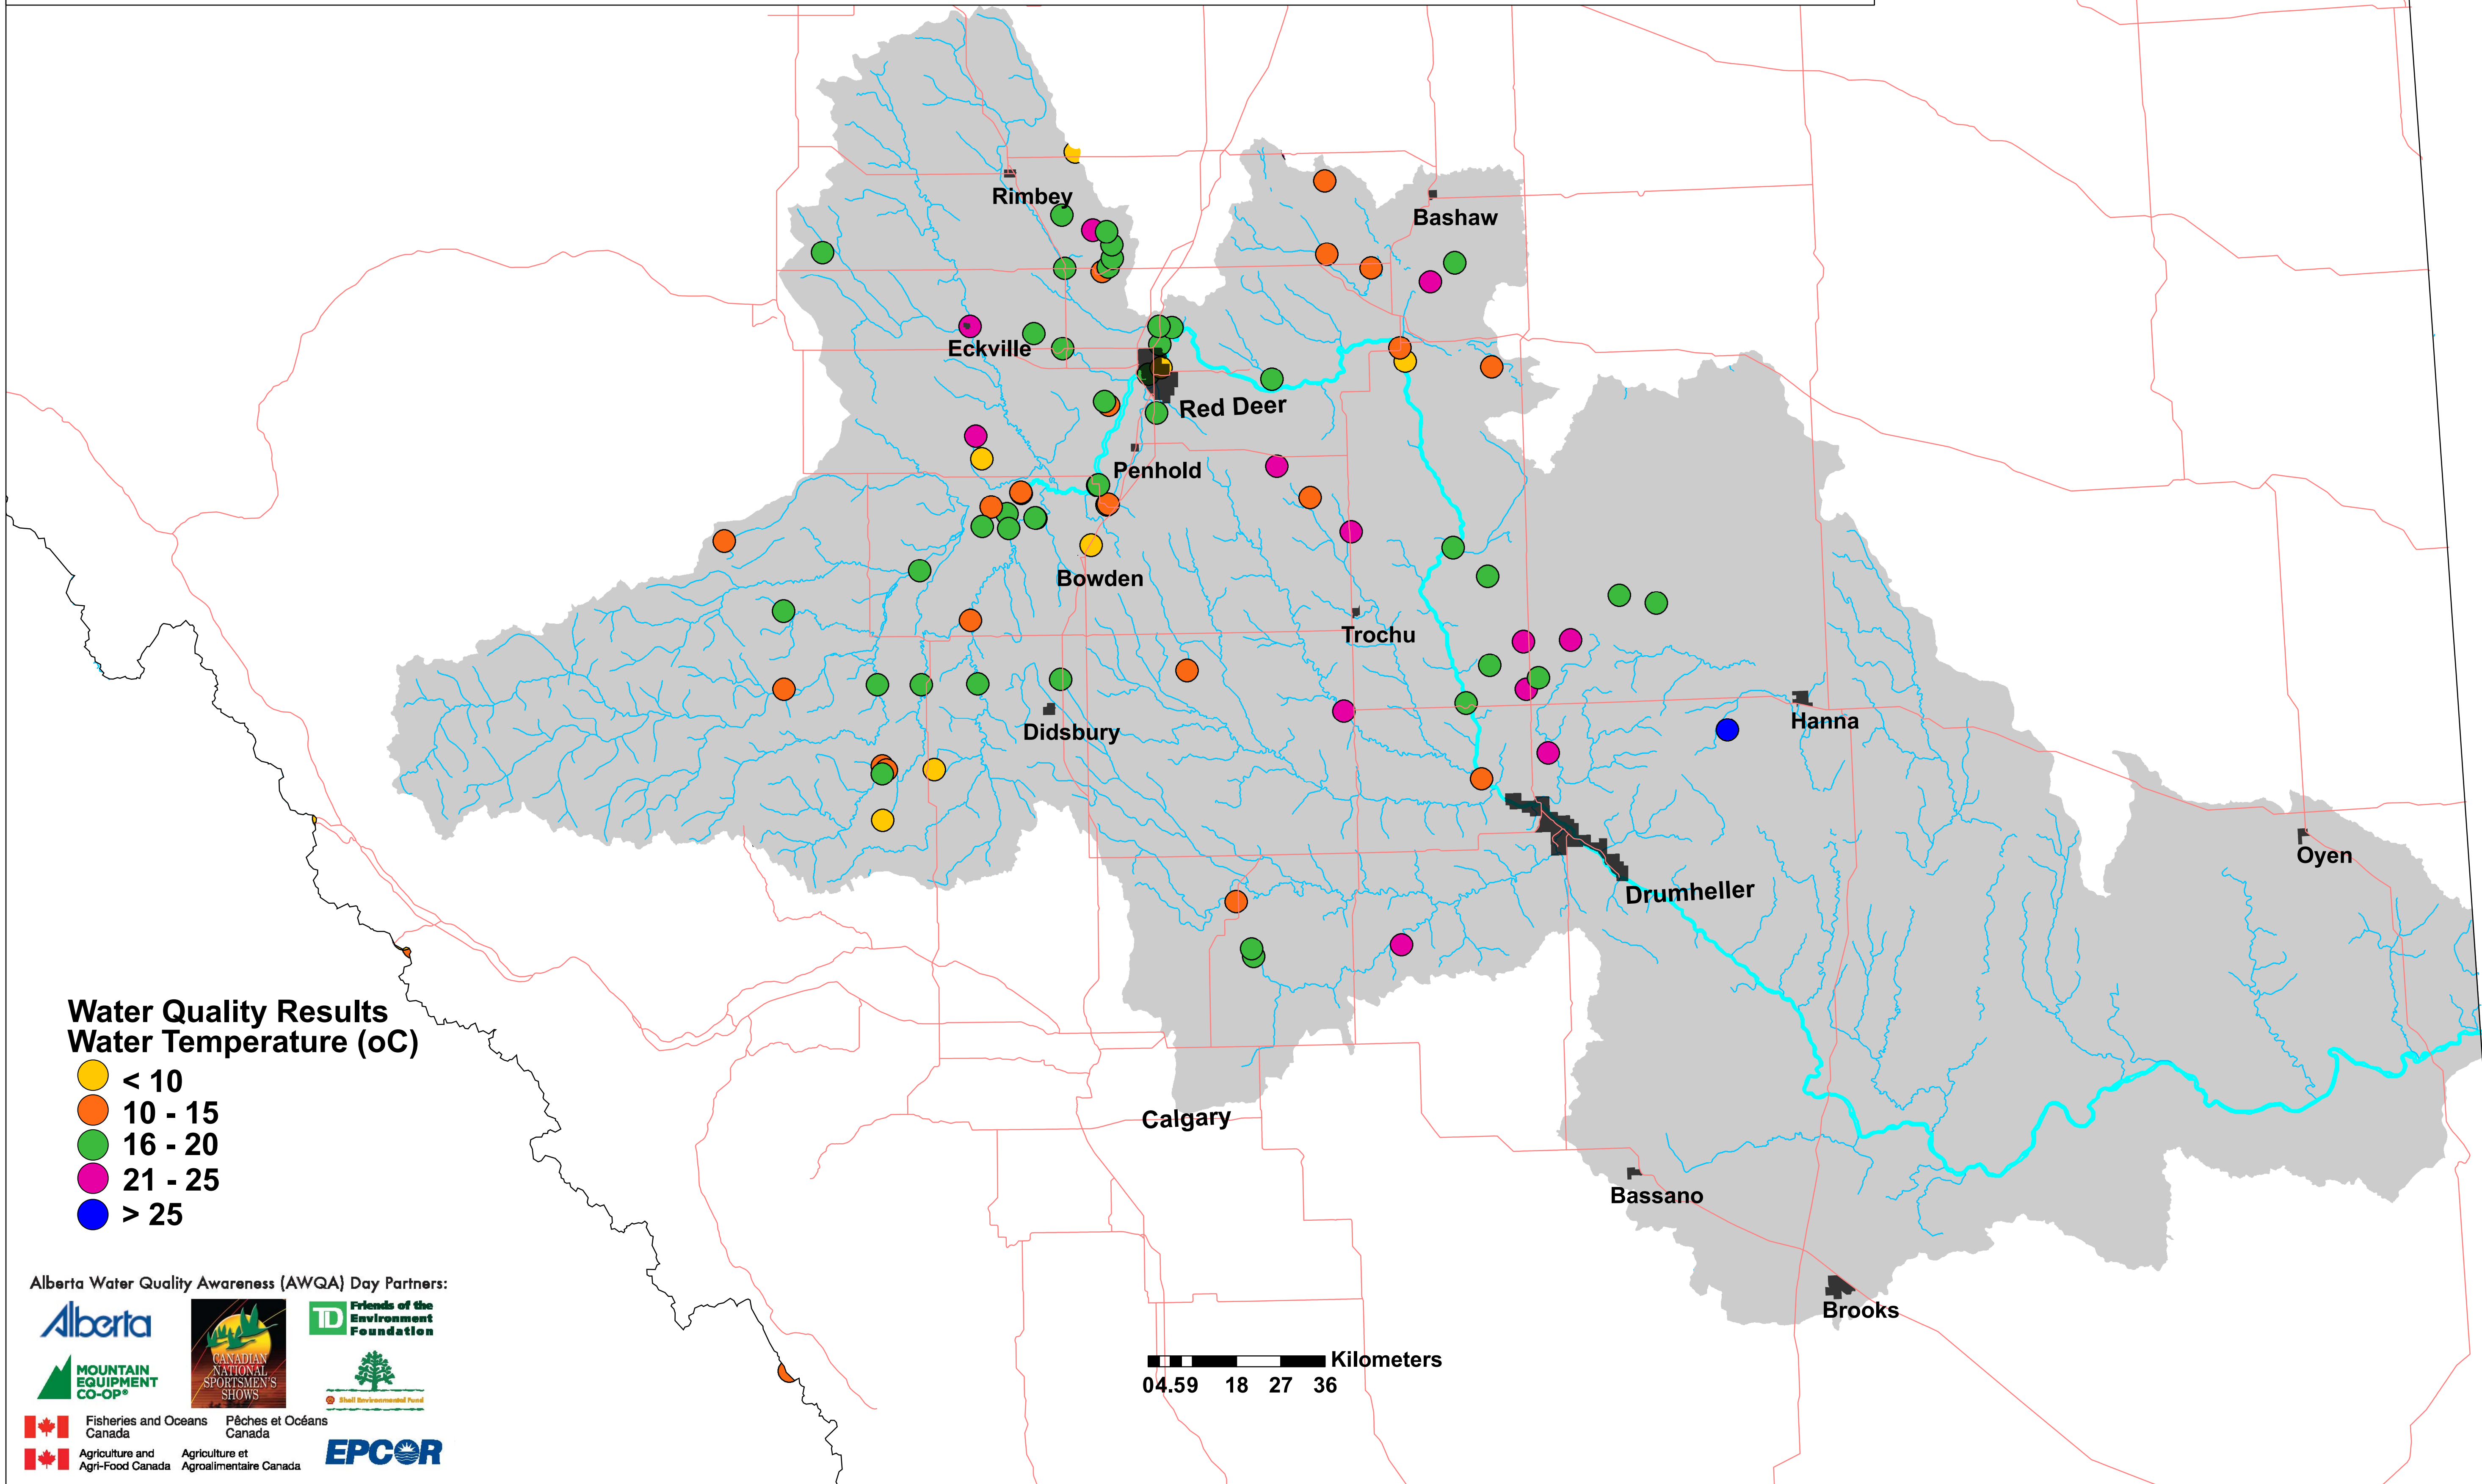 Rimbey
Bashaw
Eckville
Red Deer
Penhold
Bowden
Trochu
Didsbury
Hanna
Oyen
Drumheller
Calgary
Bassano
Brooks
Water Quality Results
Water Temperature (oC)
< 10
10 - 15
16 - 20
21 - 25
> 25
Alberta Water Quality Awareness (AWQA) Day Partners:
Alberta
CANADIAN
NATIONAL
SPORTSMEN'S
SHOWS
TD
Friends of the
Environment
Foundation
MOUNTAIN
EQUIPMENT
CO-OP®
Shell Environmental Fund
Fisheries and Oceans
Canada
Pêches et Océans
Canada
Agriculture and
Agri-Food Canada
Agriculture et
Agroalimentaire Canada
EPCOR
Kilometers
04.59 18 27 36